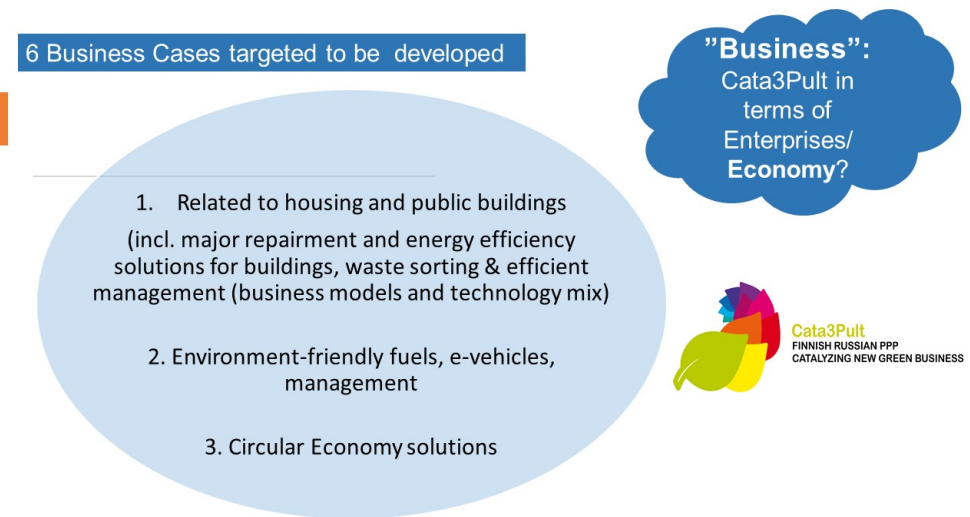 6 Business Cases targeted to be developed
”Business”:
Cata3Pult in
terms of
Enterprises/
Economy?
1. Related to housing and public buildings
(incl. major repairment and energy efficiency
solutions for buildings, waste sorting & efficient
management (business models and technology mix)
2. Environment-friendly fuels, e-vehicles,
management
3. Circular Economy solutions
Cata3Pult
FINNISH RUSSIAN PPP
CATALYZING NEW GREEN BUSINESS